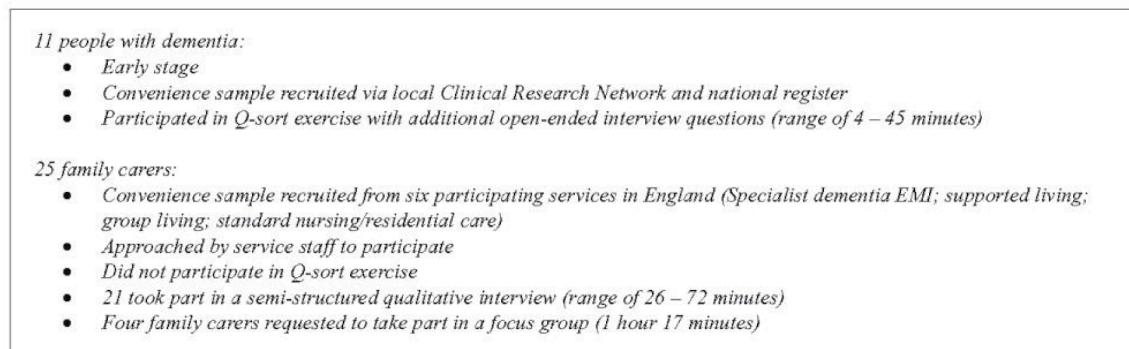 11 people with dementia:
• Early stage
• Convenience sample recruited via local Clinical Research Network and national register
• Participated in Q-sort exercise with additional open-ended interview questions (range of 4 – 45 minutes)
25 family carers:
• Convenience sample recruited from six participating services in England (Specialist dementia EMI; supported living;
group living; standard nursing/residential care)
• Approached by service staff to participate
• Did not participate in Q-sort exercise
• 21 took part in a semi-structured qualitative interview (range of 26 – 72 minutes)
• Four family carers requested to take part in a focus group (1 hour 17 minutes)